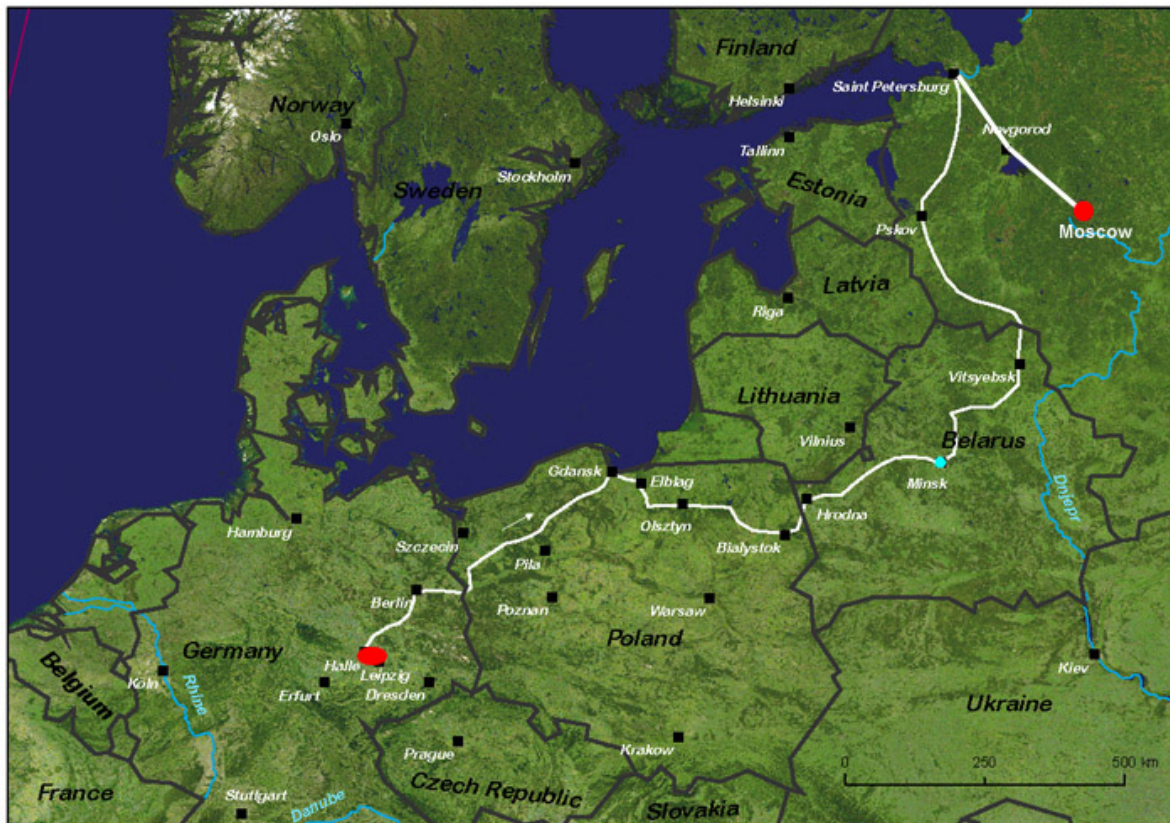 Finland
Saint Petersburg
Helsinki
Norway
Oslo
Novgorod
Tallinn
Stockholm
Sweden
Estonia
Pskov
Moscow
Latvia
Riga
Vitsyebsk
Lithuania
Vilnius
Belarus
Gdansk
Elblag
Minsk
Hrodna
Olsztyn
Dnjepr
Hamburg
Szczecin
Bialystok
Pila
Berlin
Poznan
Warsaw
Poland
Germany
Halle
Leipzig
Belgium
Köln
Rhine
Erfurt
Dresden
Kiev
Ukraine
Prague
Krakow
Czech Republic
0 250 500 km
France
Stuttgart
Danube
Slovakia